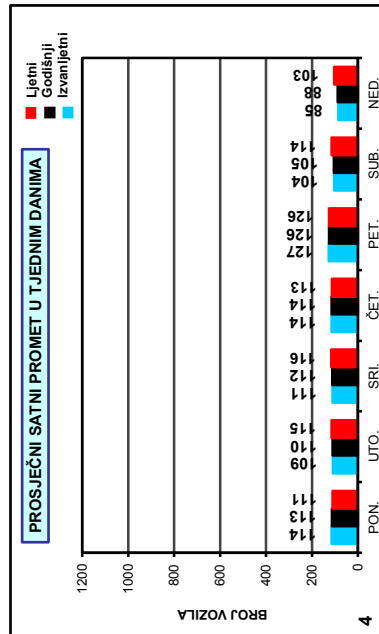 PROSJEČNI SATNI PROMET U TJEDNIM DANIMA
Ljetni
Godišnji
Izvanljetni
BROJ VOZILA
1200
1000
800
600
400
200
0
114 113 111
109 110 115
111 112 116
114 114 113
127 126 126
104 105 114
85 88 103
PON. UTO. SRI. ČET. PET. SUB. NED.
4